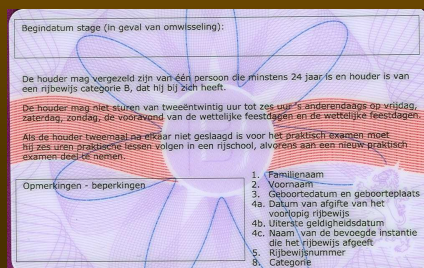 Begindatum stage (in geval van omwisseling):
De houder mag vergezeld zijn van één persoon die minstens 24 jaar is en houder is van
een rijbewijs categorie B, dat hij bij zich heeft.
De houder mag niet sturen van tweeëntwintig uur tot zes uur 's anderendaags op vrijdag,
zaterdag, zondag, de vooravond van de wettelijke feestdagen en de wettelijke feestdagen.
Als de houder tweemaal na elkaar niet geslaagd is voor het praktisch examen moet
hij zes uren praktische lessen volgen in een rijschool, alvorens aan een nieuw praktisch
examen deel te nemen.
Opmerkingen - beperkingen
1. Familienaam
2. Voornaam
3. Geboortedatum en geboorteplaats
4a. Datum van afgifte van het
voorlopig rijbewijs
4b. Uiterste geldigheidsdatum
4c. Naam van de bevoegde instantie
die het rijbewijs afgeeft
5. Rijbewijsnummer
8. Categorie